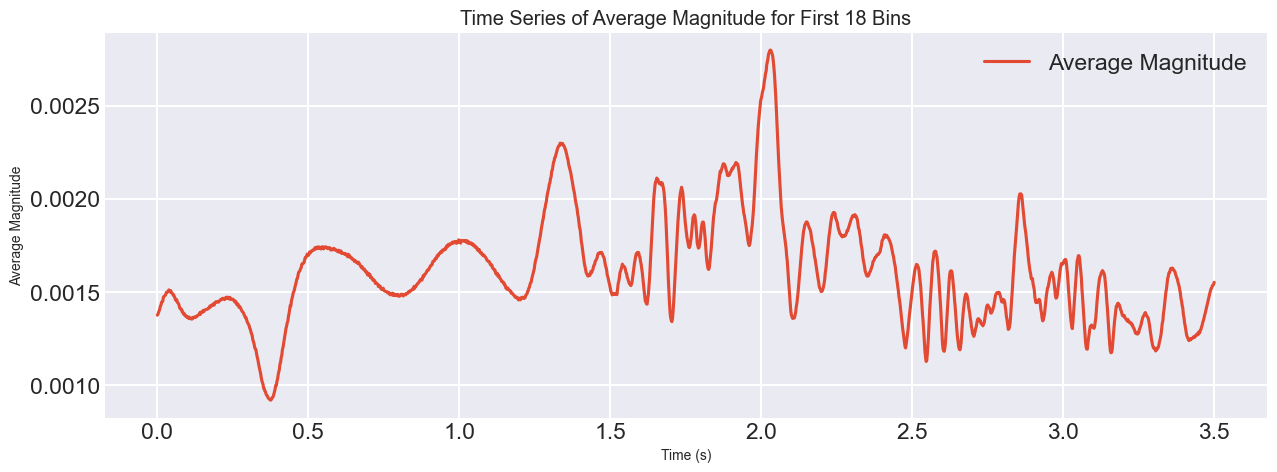 Time Series of Average Magnitude for First 18 Bins
Average Magnitude
0.0025
0.0020
0.0015
0.0010
Average Magnitude
0.0 0.5 1.0 1.5 2.0 2.5 3.0 3.5
Time (s)